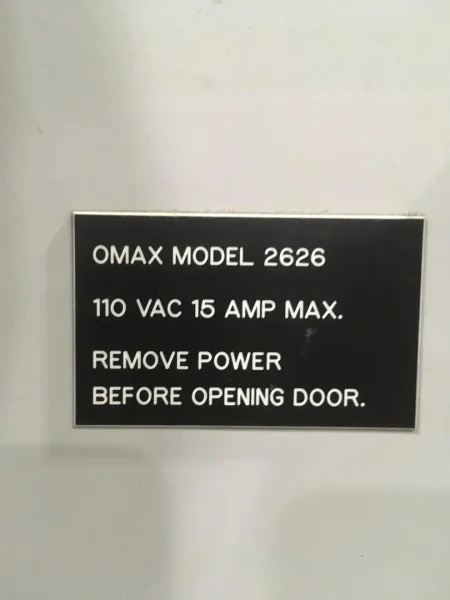 OMAX MODEL 2626
110 VAC 15 AMP MAX.
REMOVE POWER
BEFORE OPENING DOOR.